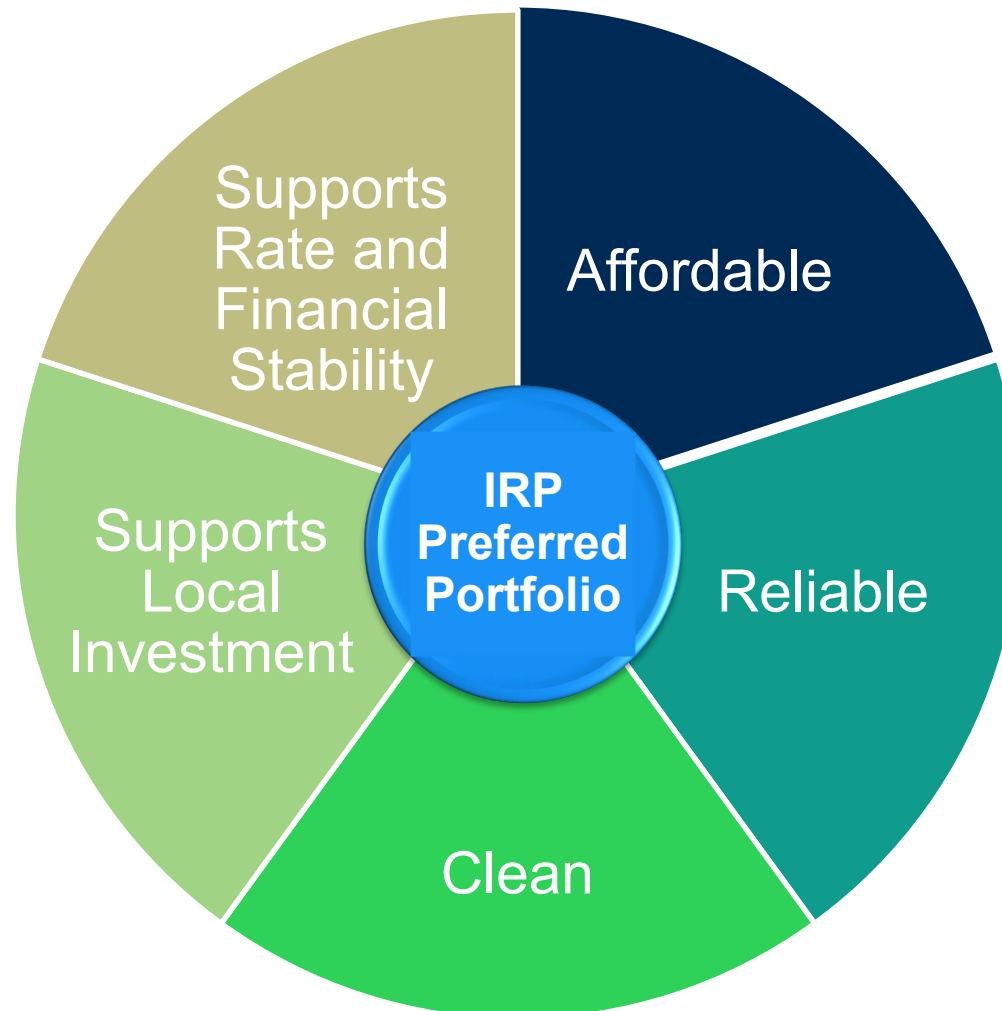 Supports
Rate and
Financial
Stability
Affordable
IRP
Preferred
Portfolio
Supports
Local
Investment
Reliable
Clean